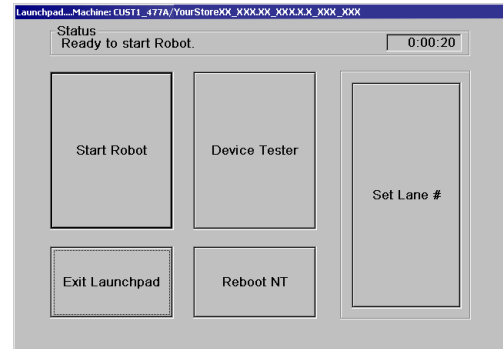 Launchpad....Machine: CUST1_477A/YourStoreXX_XXX.XX_XXX.X.X_XXX_XXX
Status
Ready to start Robot.
0:00:20
Start Robot
Device Tester
Set Lane #
Exit Launchpad
Reboot NT